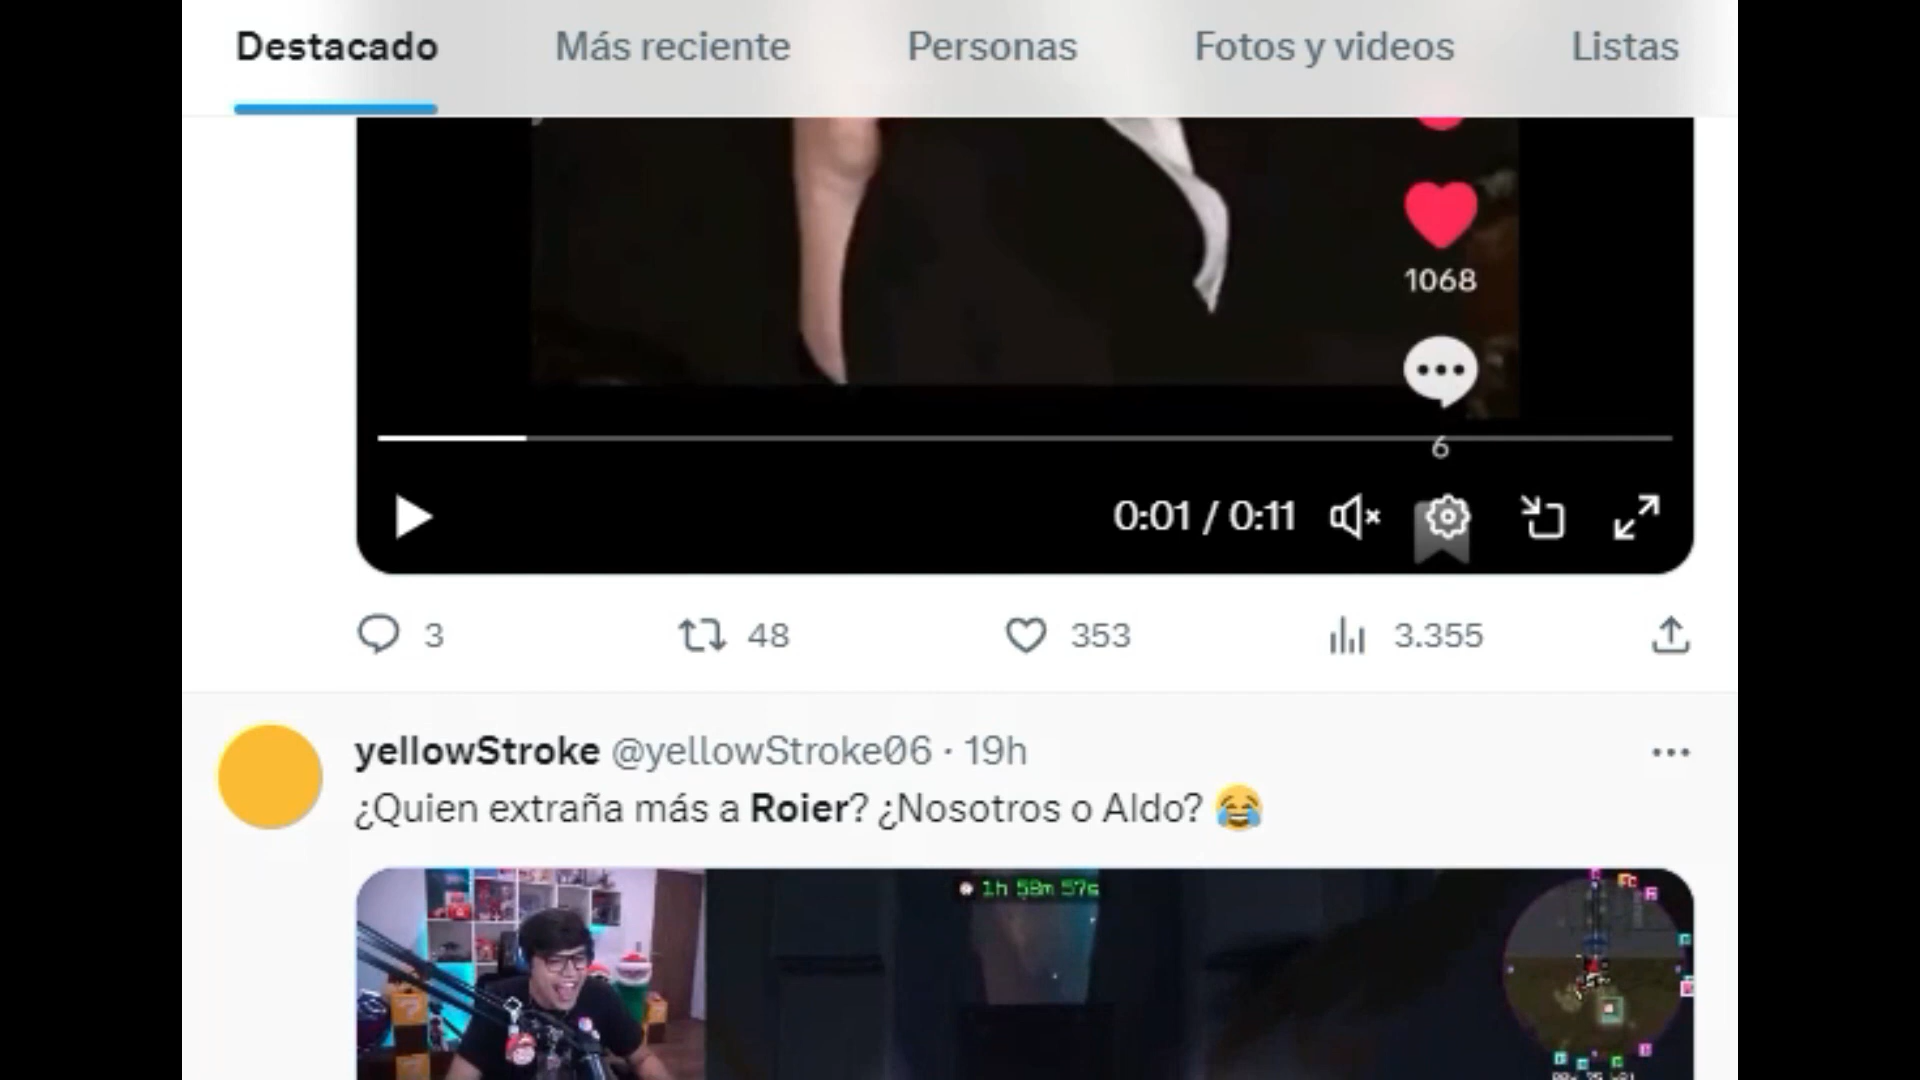 Destacado
Más reciente
Personas
Fotos y videos
Listas
1068
6
0:01 / 0:11
3
48
353
3.355
yellowStroke @yellowStroke06 · 19h
¿Quien extraña más a Roier? ¿Nosotros o Aldo? 😂
1h 58m 57s